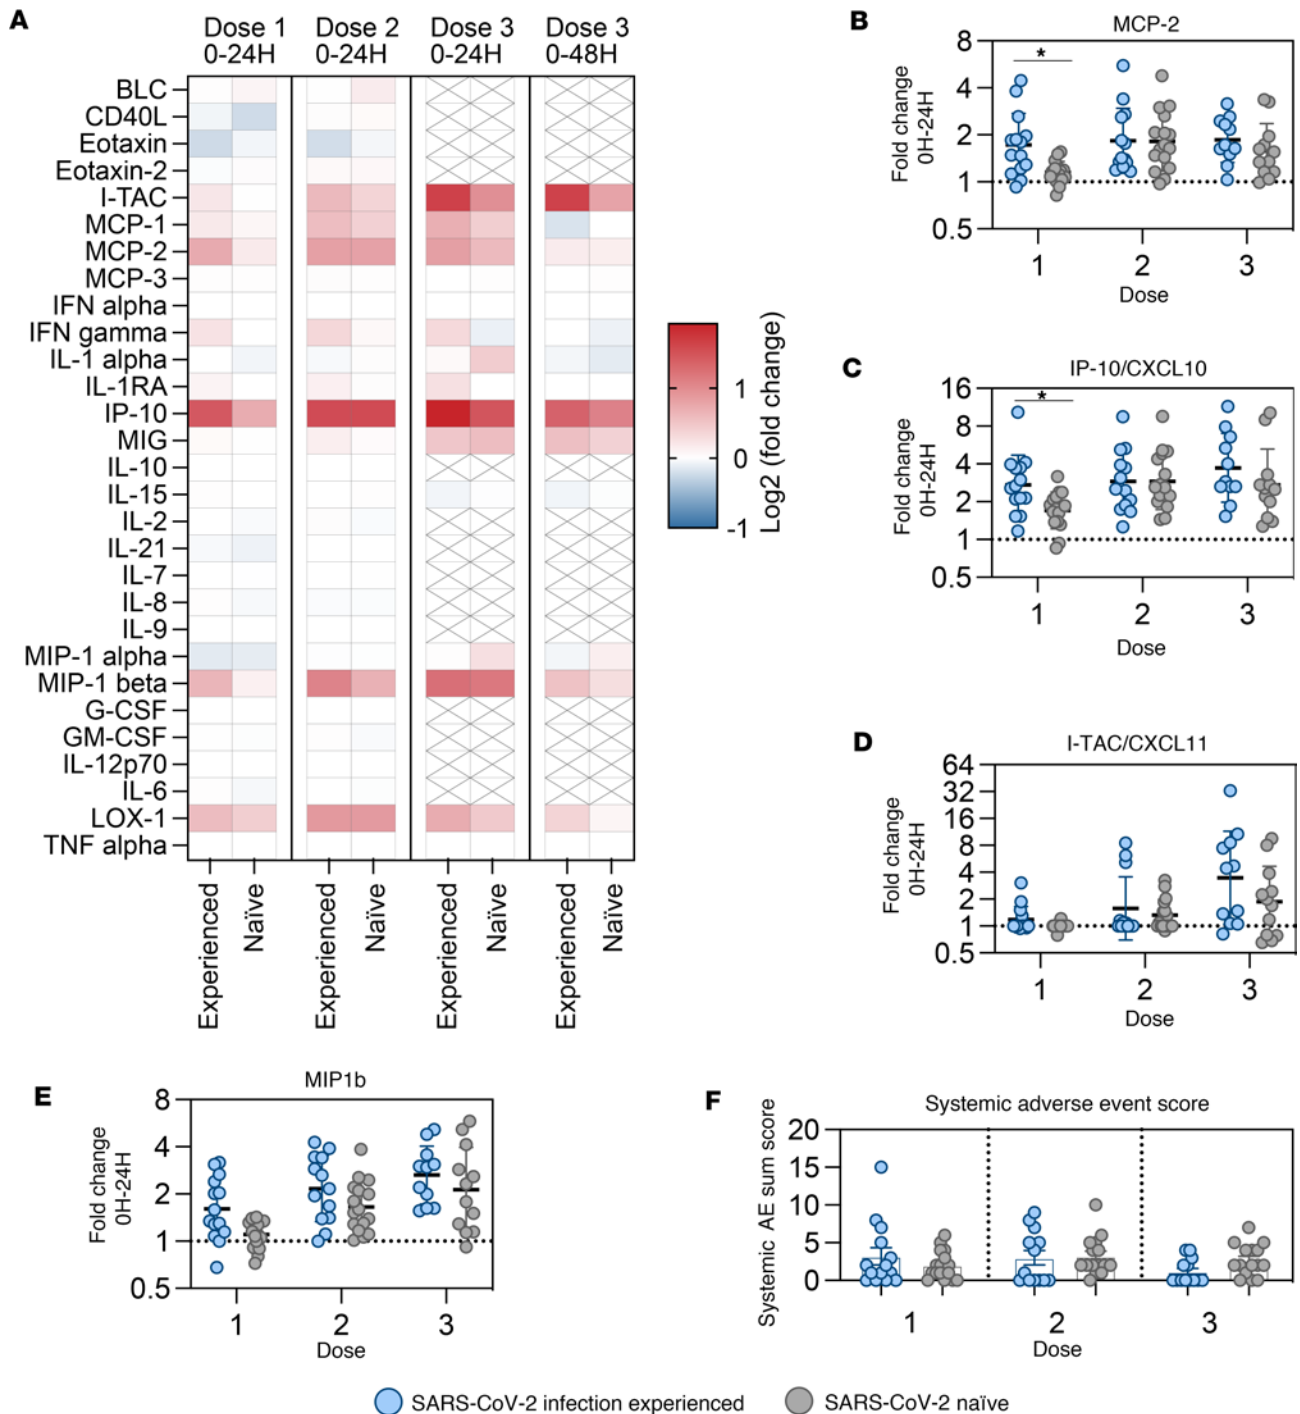 A
Dose 1 Dose 2 Dose 3 Dose 3
0-24H 0-24H 0-24H 0-48H
BLC
CD40L
Eotaxin
Eotaxin-2
I-TAC
MCP-1
MCP-2
MCP-3
IFN alpha
IFN gamma
IL-1 alpha
IL-1RA
IP-10
MIG
IL-10
IL-15
IL-2
IL-21
IL-7
IL-8
IL-9
MIP-1 alpha
MIP-1 beta
G-CSF
GM-CSF
IL-12p70
IL-6
LOX-1
TNF alpha
Experienced
Naïve
Experienced
Naïve
Experienced
Naïve
Experienced
Naïve
1
0
-1
Log2 (fold change)
B
MCP-2
Fold change
0H-24H
8
4
2
1
0.5
*
1 2 3
Dose
C
IP-10/CXCL10
Fold change
0H-24H
16
8
4
2
1
0.5
*
1 2 3
Dose
D
I-TAC/CXCL11
Fold change
0H-24H
64
32
16
8
4
2
1
0.5
1 2 3
Dose
E
MIP1b
Fold change
0H-24H
8
4
2
1
0.5
1 2 3
Dose
F
Systemic adverse event score
Systemic AE sum score
20
15
10
5
0
1 2 3
Dose
SARS-CoV-2 infection experienced
SARS-CoV-2 naïve